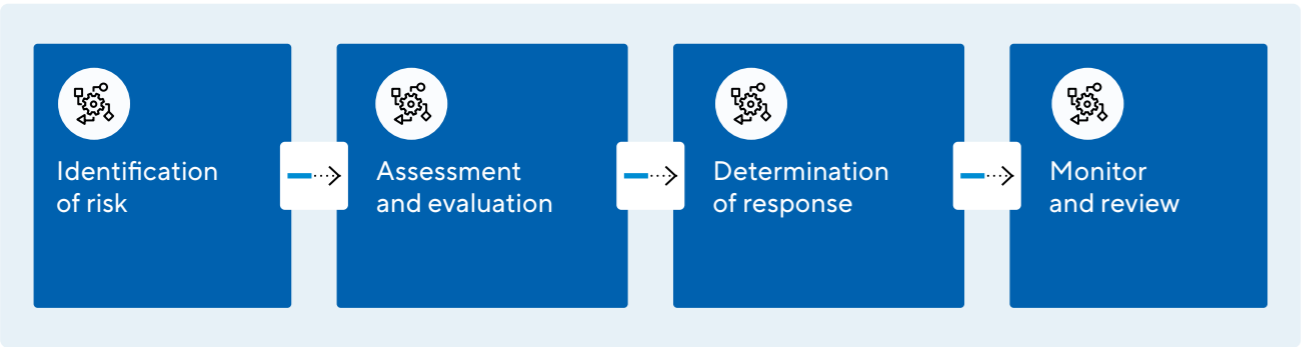 Identification
of risk
Assessment
and evaluation
Determination
of response
Monitor
and review